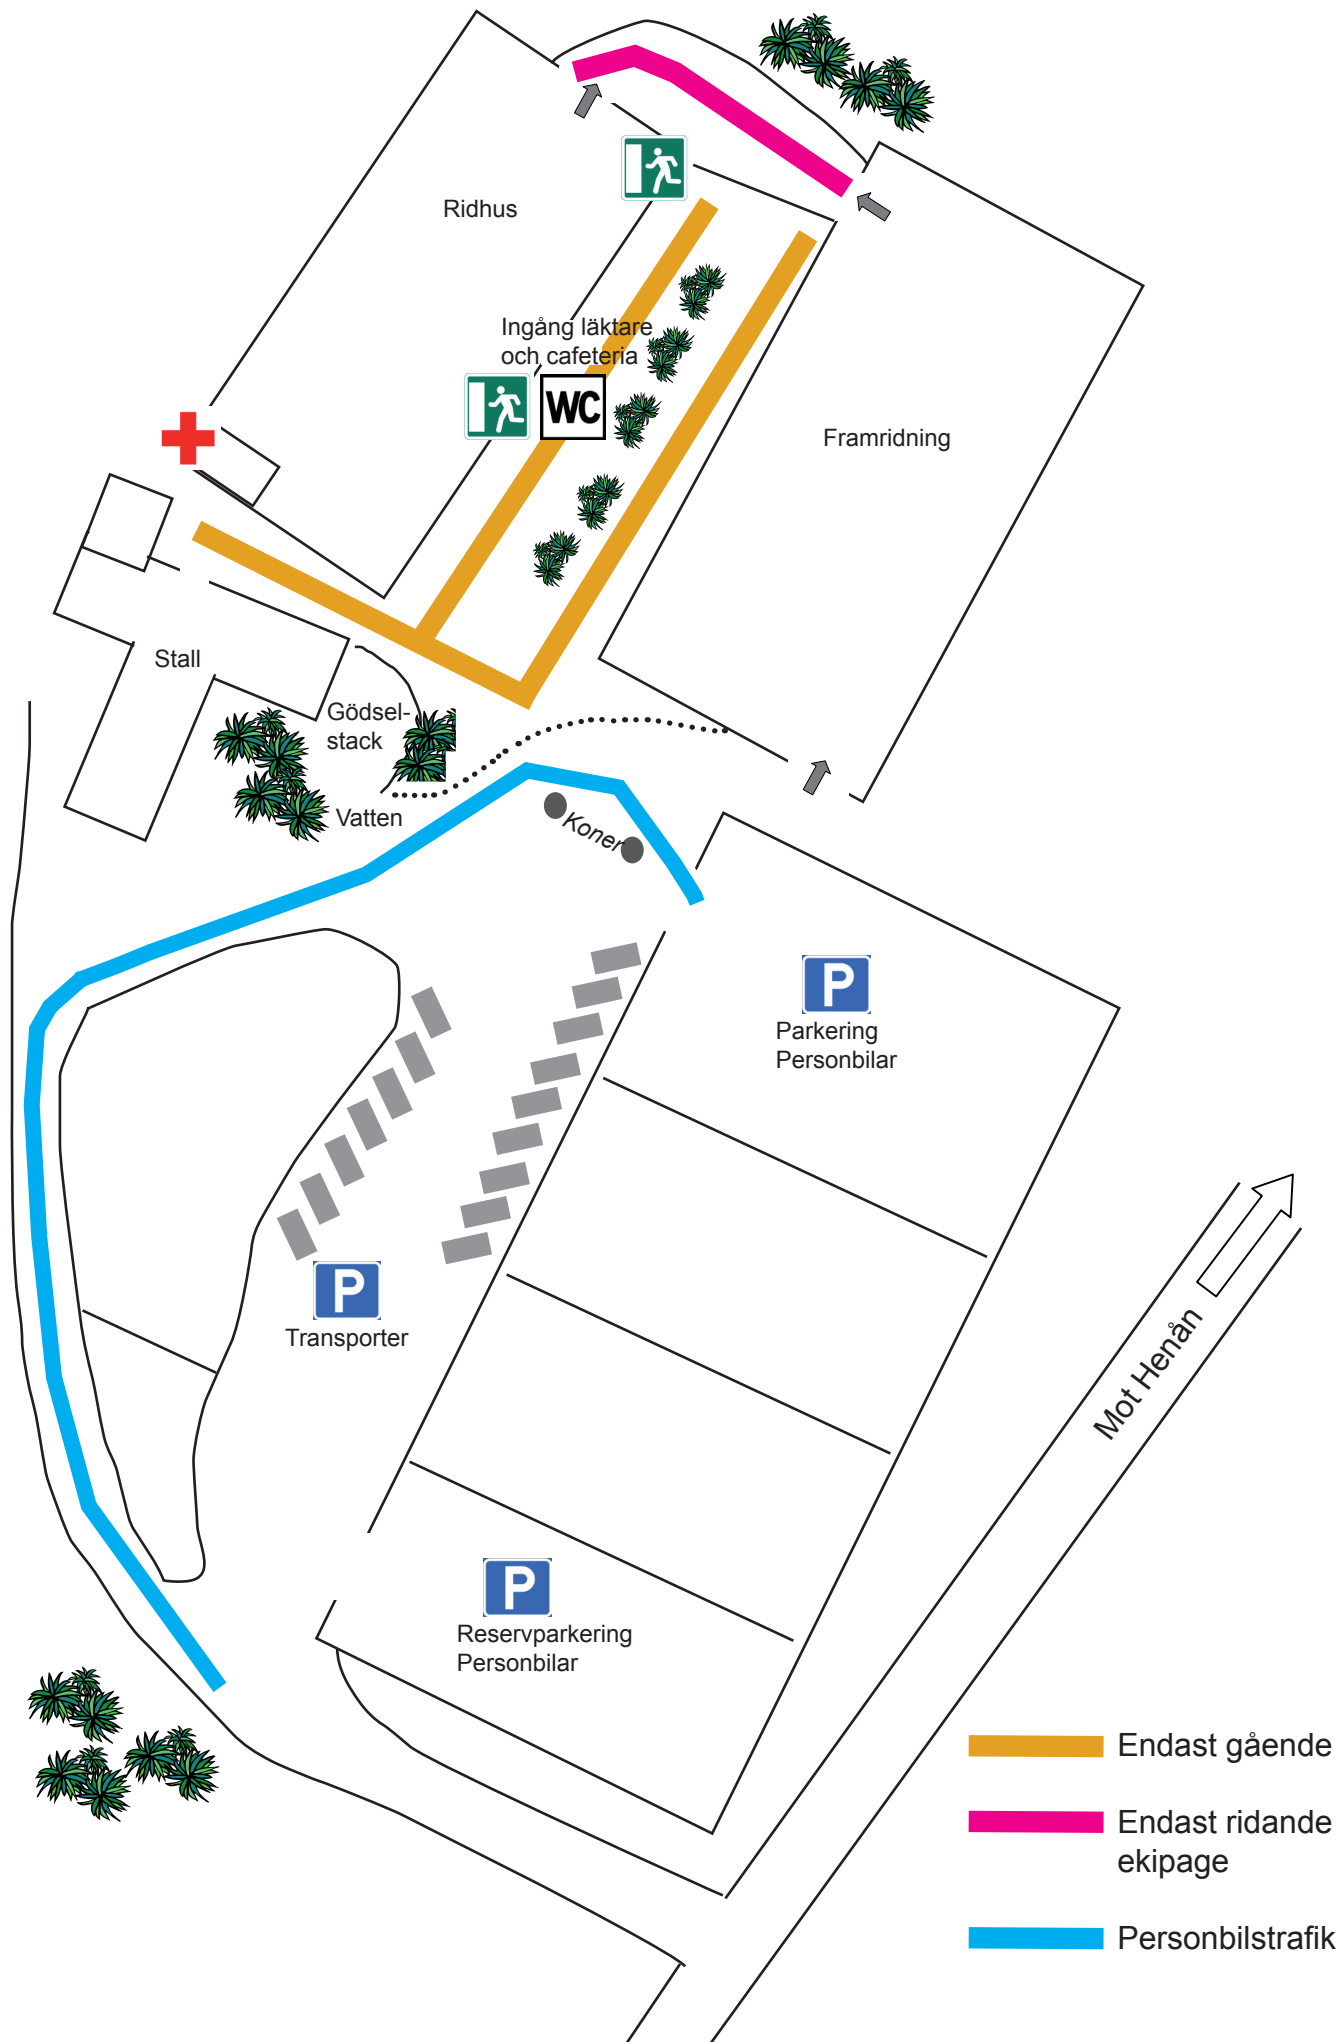 Ridhus
Ingång läktare
och cafeteria
WC
Framridning
Stall
Gödsel-
stack
Vatten
Koner
P
Parkering
Personbilar
P
Transporter
Mot Henån
P
Reservparkering
Personbilar
Endast gående
Endast ridande
ekipage
Personbilstrafik